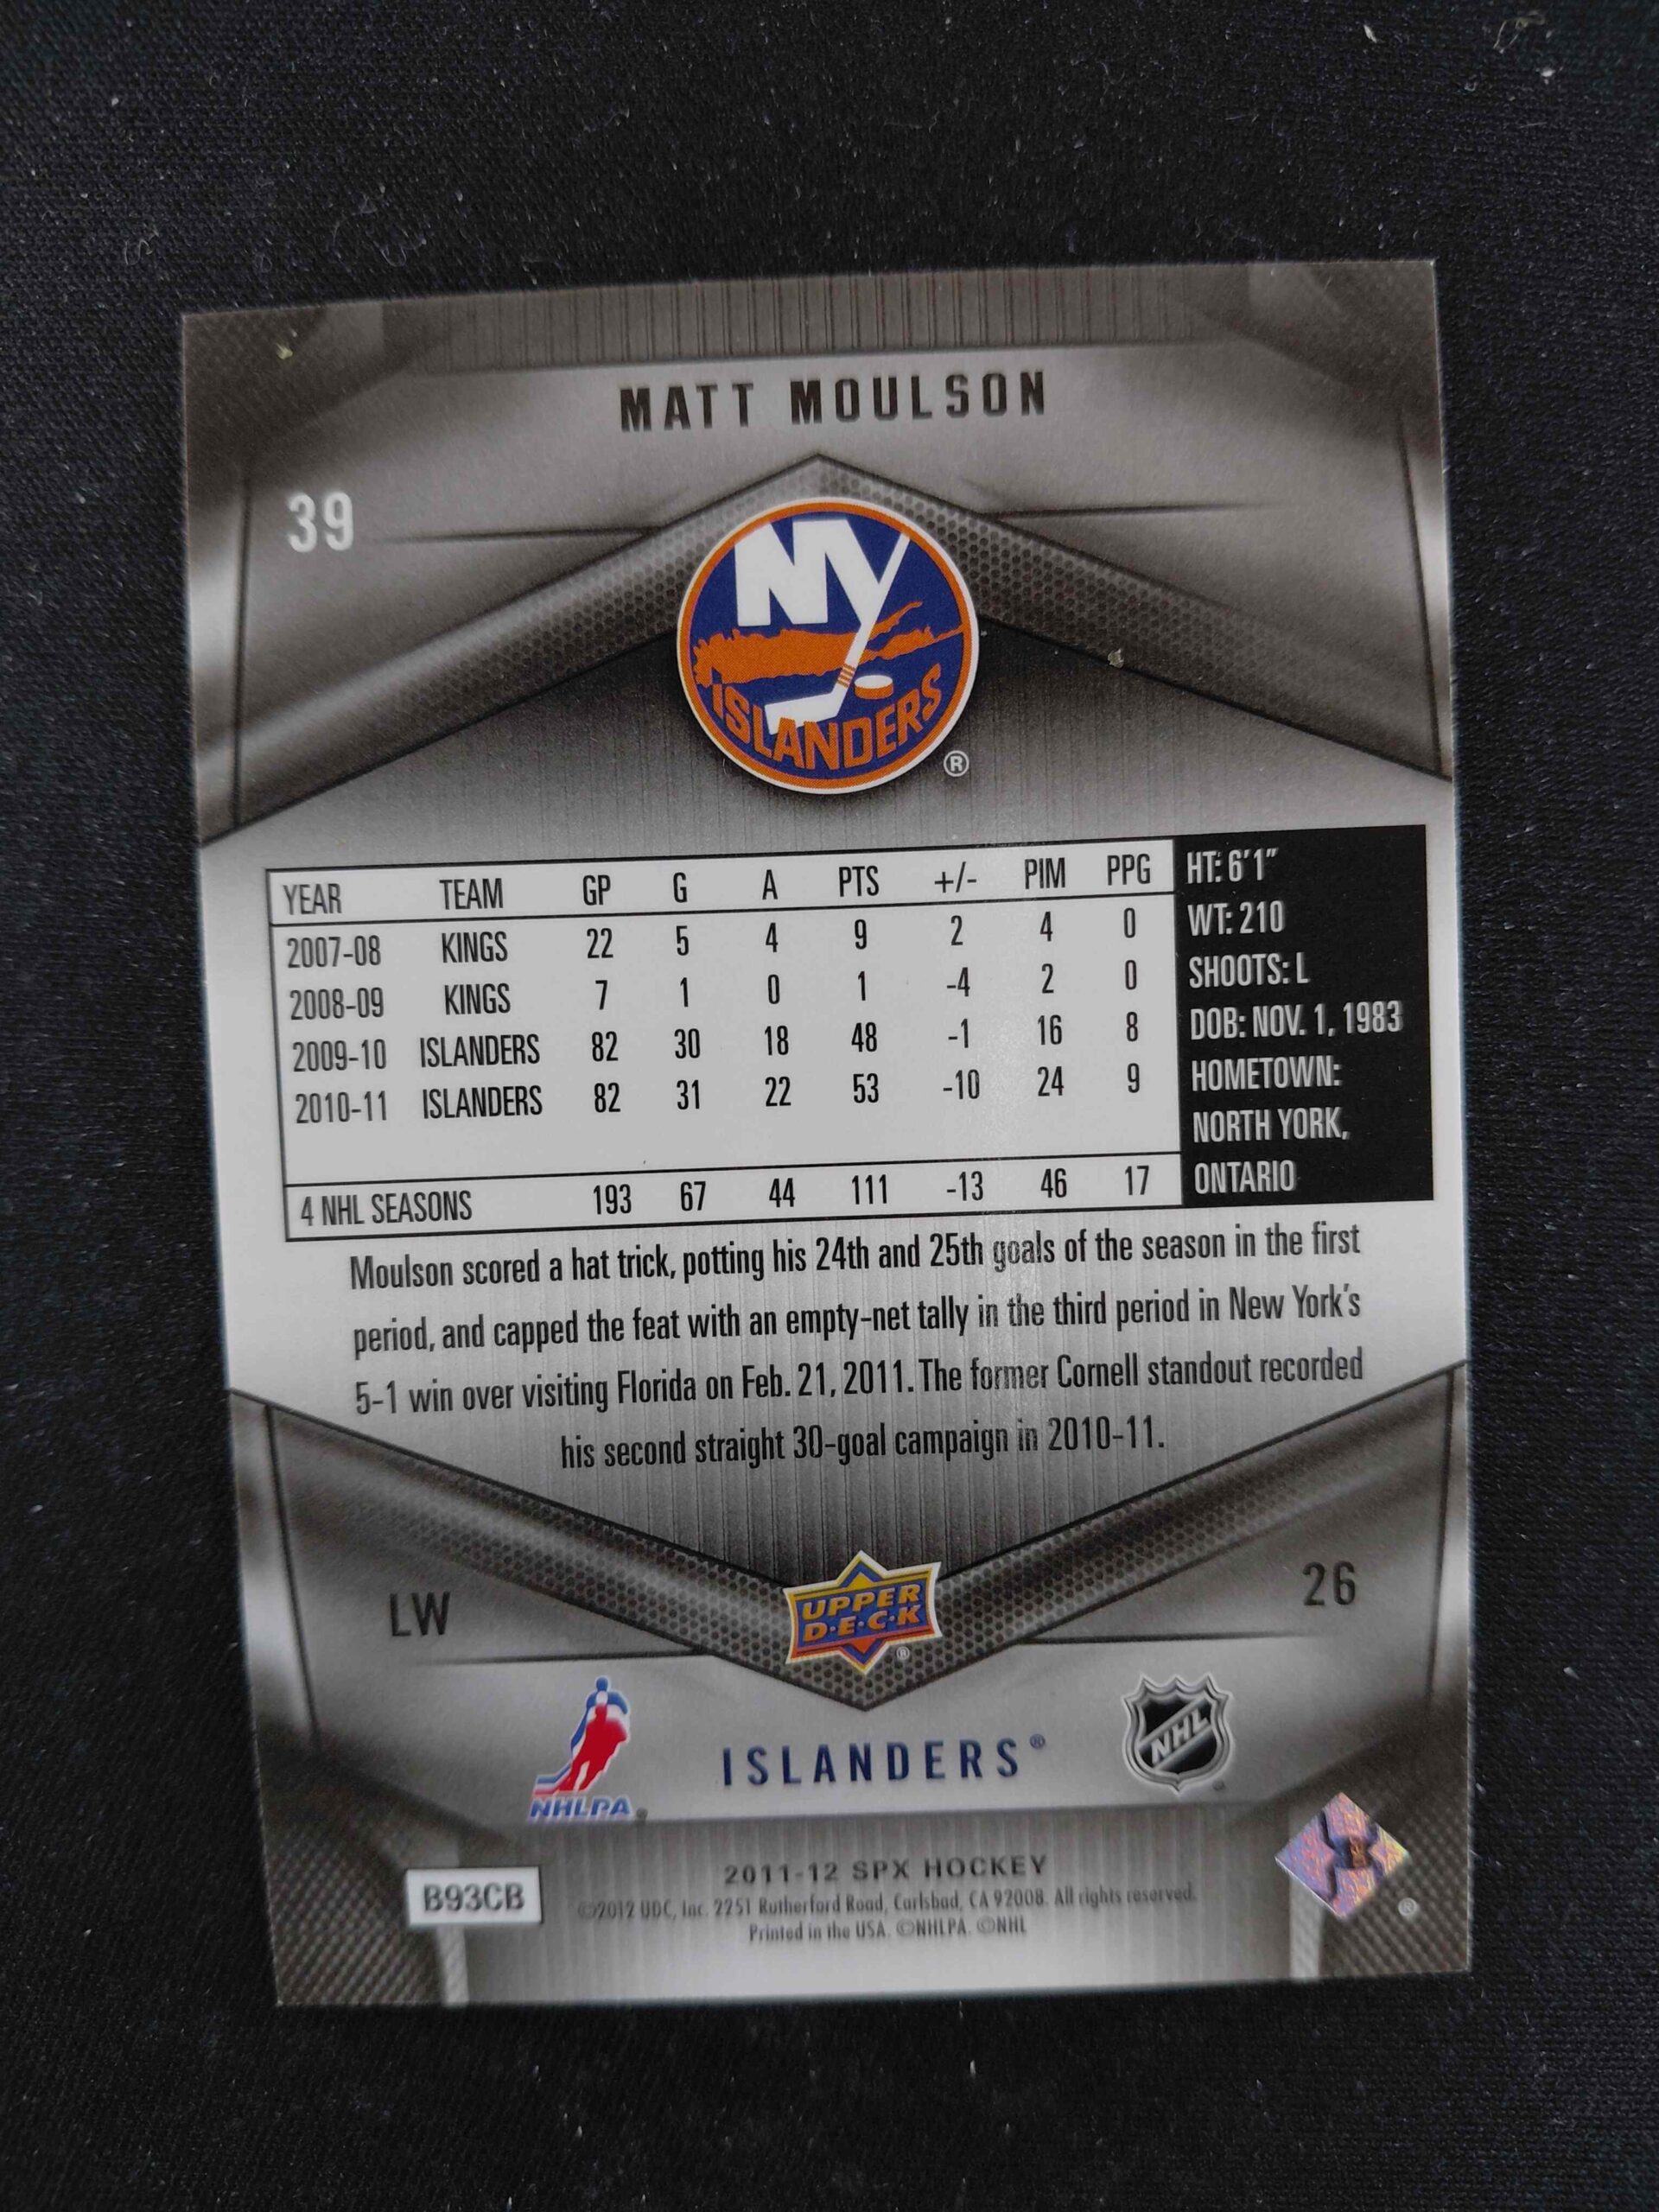 MATT MOULSON
39
NY
ISLANDERS
®
YEAR TEAM GP G A PTS +/- PIM PPG
2007-08 KINGS 22 5 4 9 2 4 0
2008-09 KINGS 7 1 0 1 -4 2 0
2009-10 ISLANDERS 82 30 18 48 -1 16 8
2010-11 ISLANDERS 82 31 22 53 -10 24 9
4 NHL SEASONS 193 67 44 111 -13 46 17
HT: 6'1"
WT: 210
SHOOTS: L
DOB: NOV. 1, 1983
HOMETOWN:
NORTH YORK,
ONTARIO
Moulson scored a hat trick, potting his 24th and 25th goals of the season in the first
period, and capped the feat with an empty-net tally in the third period in New York's
5-1 win over visiting Florida on Feb. 21, 2011. The former Cornell standout recorded
his second straight 30-goal campaign in 2010-11.
LW
UPPER
D·E·C·K
®
26
NHLPA
ISLANDERS®
NHL
B93CB
2011-12 SPX HOCKEY
©2012 UDC, Inc. 2251 Rutherford Road, Carlsbad, CA 92008. All rights reserved.
Printed in the USA. ©NHLPA. ©NHL
®